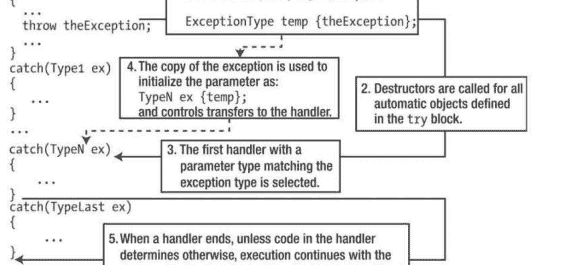 {
...
throw theException;
ExceptionType temp {theException};
...
}
catch(Type1 ex)
{
...
}
...
4. The copy of the exception is used to
initialize the parameter as:
TypeN ex {temp};
and controls transfers to the handler.
2. Destructors are called for all
automatic objects defined
in the try block.
catch(TypeN ex)
{
...
}
3. The first handler with a
parameter type matching the
exception type is selected.
catch(TypeLast ex)
{
...
}
5. When a handler ends, unless code in the handler
determines otherwise, execution continues with the